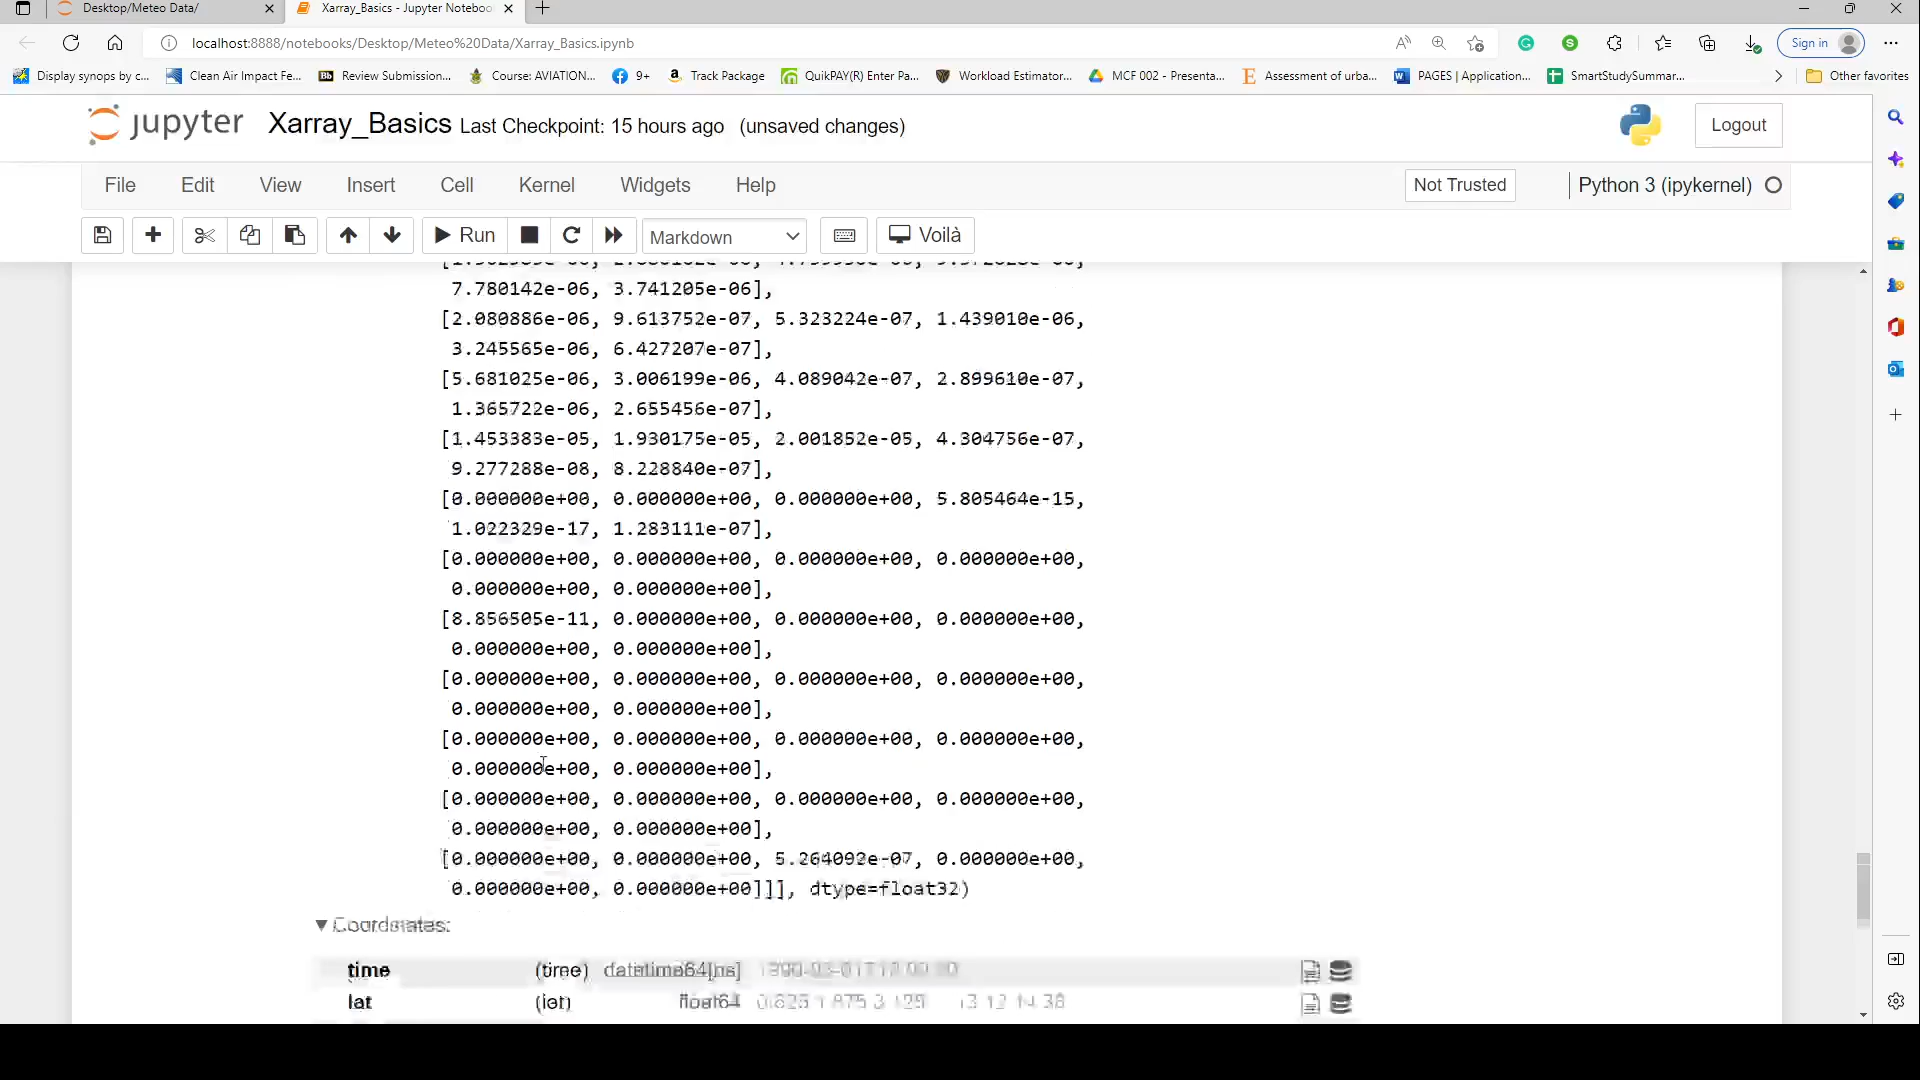 Desktop/Meteo Data/
Xarray_Basics - Jupyter Noteboo
localhost:8888/notebooks/Desktop/Meteo%20Data/Xarray_Basics.ipynb
Sign in
Display synops by c...
Clean Air Impact Fe...
Bb Review Submission...
Course: AVIATION...
9+
Track Package
QuikPAY(R) Enter Pa...
Workload Estimator...
MCF 002 - Presenta...
E Assessment of urba...
PAGES | Application...
SmartStudySummar...
Other favorites
jupyter Xarray_Basics Last Checkpoint: 15 hours ago (unsaved changes)
Logout
File Edit View Insert Cell Kernel Widgets Help
Not Trusted
Python 3 (ipykernel)
Run
Markdown
Voilà
7.780142e-06, 3.741205e-06],
[2.080886e-06, 9.613752e-07, 5.323224e-07, 1.439010e-06,
3.245565e-06, 6.427207e-07],
[5.681025e-06, 3.006199e-06, 4.089042e-07, 2.899610e-07,
1.365722e-06, 2.655456e-07],
[1.453383e-05, 1.930175e-05, 2.001852e-05, 4.304756e-07,
9.277288e-08, 8.228840e-07],
[0.000000e+00, 0.000000e+00, 0.000000e+00, 5.805464e-15,
1.022329e-17, 1.283111e-07],
[0.000000e+00, 0.000000e+00, 0.000000e+00, 0.000000e+00,
0.000000e+00, 0.000000e+00],
[8.856505e-11, 0.000000e+00, 0.000000e+00, 0.000000e+00,
0.000000e+00, 0.000000e+00],
[0.000000e+00, 0.000000e+00, 0.000000e+00, 0.000000e+00,
0.000000e+00, 0.000000e+00],
[0.000000e+00, 0.000000e+00, 0.000000e+00, 0.000000e+00,
0.000000e+00, 0.000000e+00],
[0.000000e+00, 0.000000e+00, 0.000000e+00, 0.000000e+00,
0.000000e+00, 0.000000e+00],
[0.000000e+00, 0.000000e+00, 5.264092e-07, 0.000000e+00,
0.000000e+00, 0.000000e+00]]], dtype=float32)
Coordinates:
time (time) datetime64[ns]
lat (lat) float64